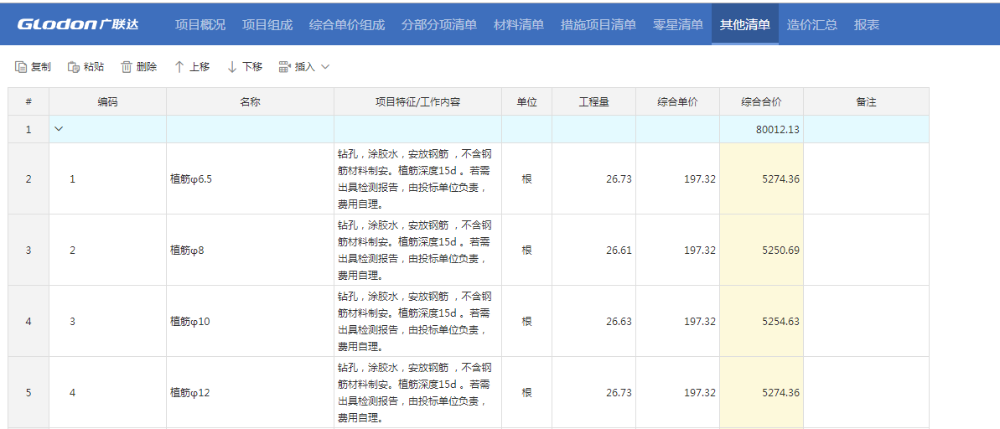 GLodon广联达 项目概况 项目组成 综合单价组成 分部分项清单 材料清单 措施项目清单 零星清单 其他清单 造价汇总 报表
复制 粘贴 删除 上移 下移 插入
# 编码 名称 项目特征/工作内容 单位 工程量 综合单价 综合合价 备注
1 80012.13
2 1 植筋φ6.5 钻孔，涂胶水，安放钢筋 ，不含钢
筋材料制安。植筋深度15d 。若需
出具检测报告，由投标单位负责，
费用自理。 根 26.73 197.32 5274.36
3 2 植筋φ8 钻孔，涂胶水，安放钢筋 ，不含钢
筋材料制安。植筋深度15d 。若需
出具检测报告，由投标单位负责，
费用自理。 根 26.61 197.32 5250.69
4 3 植筋φ10 钻孔，涂胶水，安放钢筋 ，不含钢
筋材料制安。植筋深度15d 。若需
出具检测报告，由投标单位负责，
费用自理。 根 26.63 197.32 5254.63
5 4 植筋φ12 钻孔，涂胶水，安放钢筋 ，不含钢
筋材料制安。植筋深度15d 。若需
出具检测报告，由投标单位负责，
费用自理。 根 26.73 197.32 5274.36